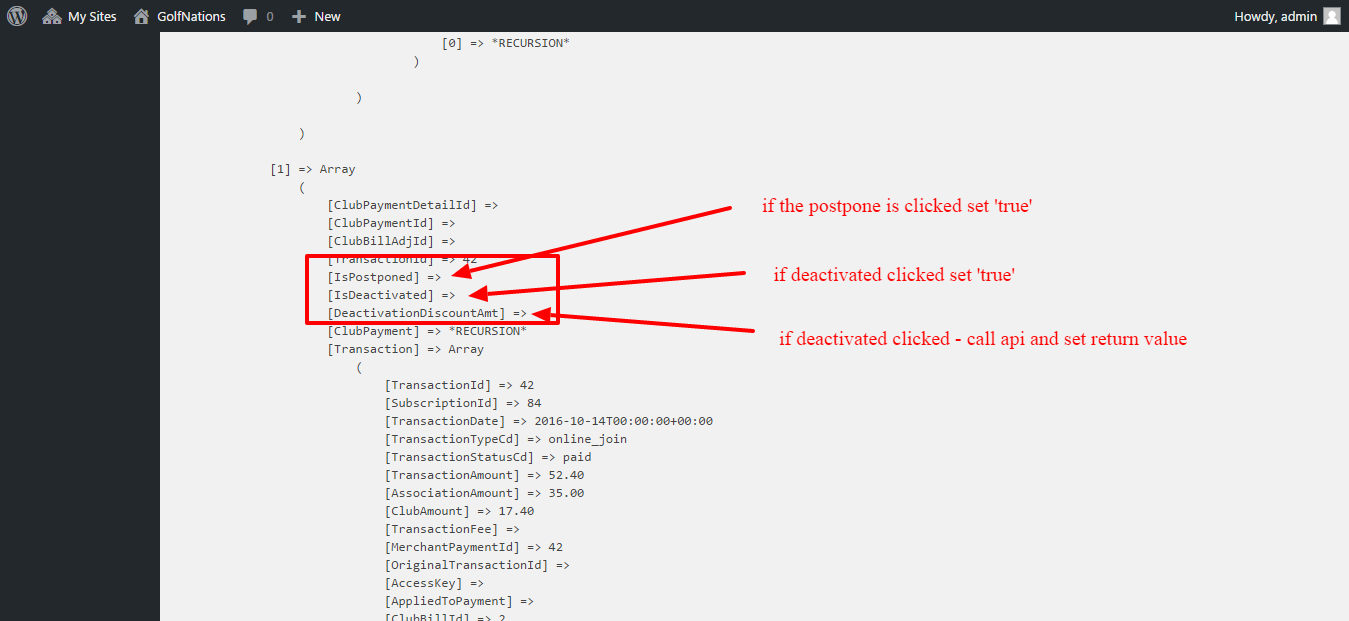 My Sites GolfNations 0 New Howdy, admin
[0] => *RECURSION*
)
)
)
[1] => Array
(
[ClubPaymentDetailId] =>
if the postpone is clicked set 'true'
[ClubPaymentId] =>
[ClubBillAdjId] =>
[TransactionId] => 42
[IsPostponed] =>
if deactivated clicked set 'true'
[IsDeactivated] =>
[DeactivationDiscountAmt] =>
[ClubPayment] => *RECURSION*
if deactivated clicked - call api and set return value
[Transaction] => Array
(
[TransactionId] => 42
[SubscriptionId] => 84
[TransactionDate] => 2016-10-14T00:00:00+00:00
[TransactionTypeCd] => online_join
[TransactionStatusCd] => paid
[TransactionAmount] => 52.40
[AssociationAmount] => 35.00
[ClubAmount] => 17.40
[TransactionFee] =>
[MerchantPaymentId] => 42
[OriginalTransactionId] =>
[AccessKey] =>
[AppliedToPayment] =>
[ClubBillId] => 2